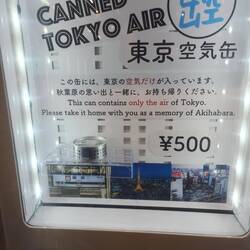 CANNED
TOKYO AIR
空
缶
東京空気缶
この缶には、東京の空気だけが入っています。
秋葉原の思い出と一緒に、お持ち帰りください。
This can contains only the air of Tokyo.
Please take it home with you as a memory of Akihabara.
¥500